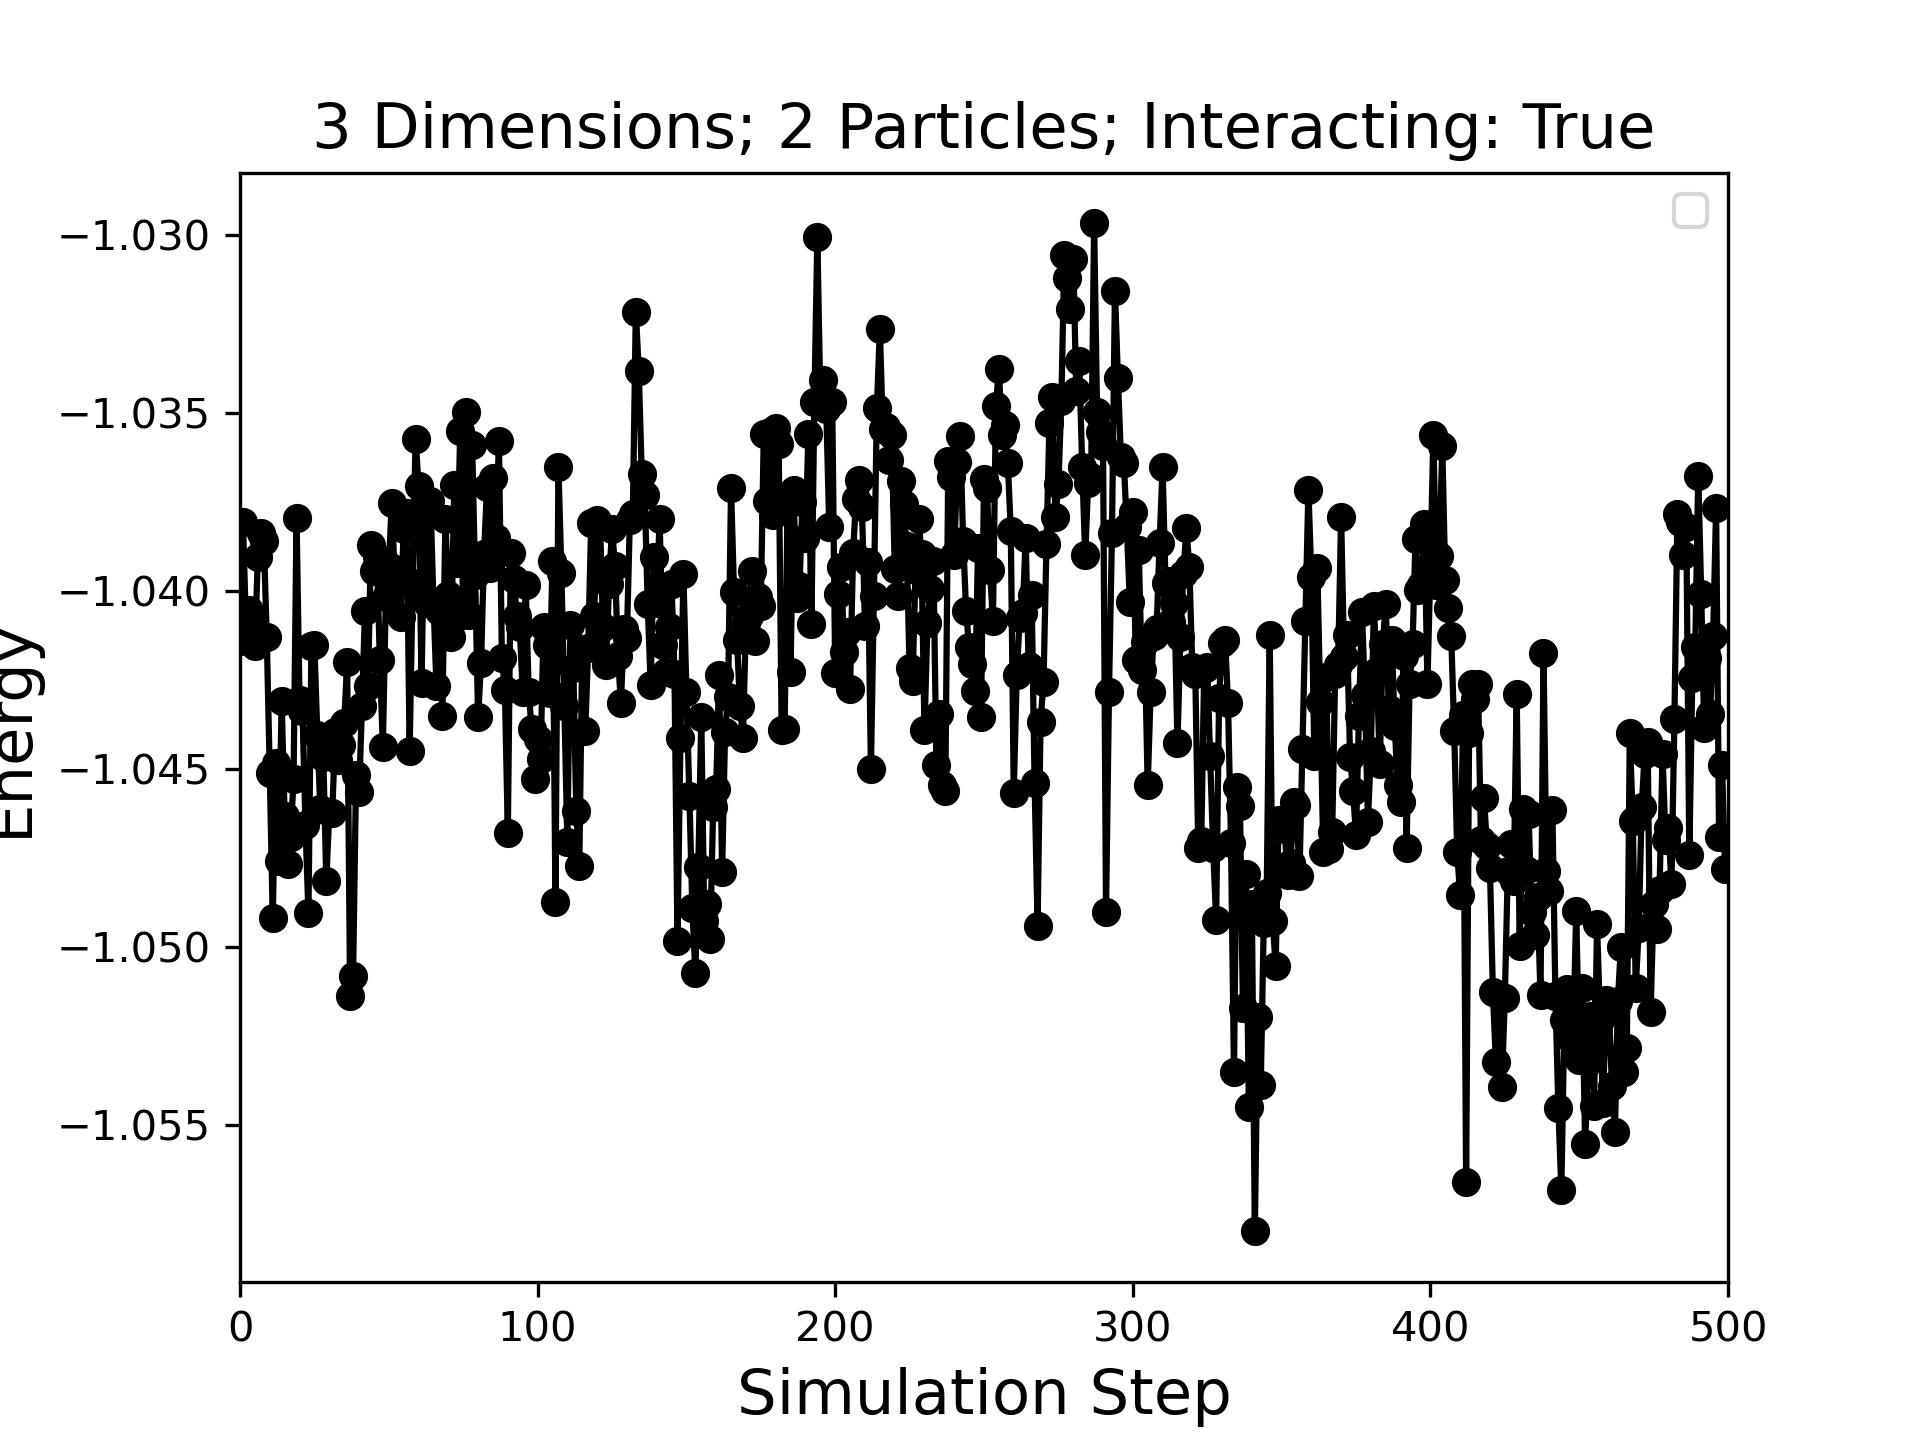 3 Dimensions; 2 Particles; Interacting: True
−1.030
−1.035
−1.040
−1.045
−1.050
−1.055
Energy
0 100 200 300 400 500
Simulation Step